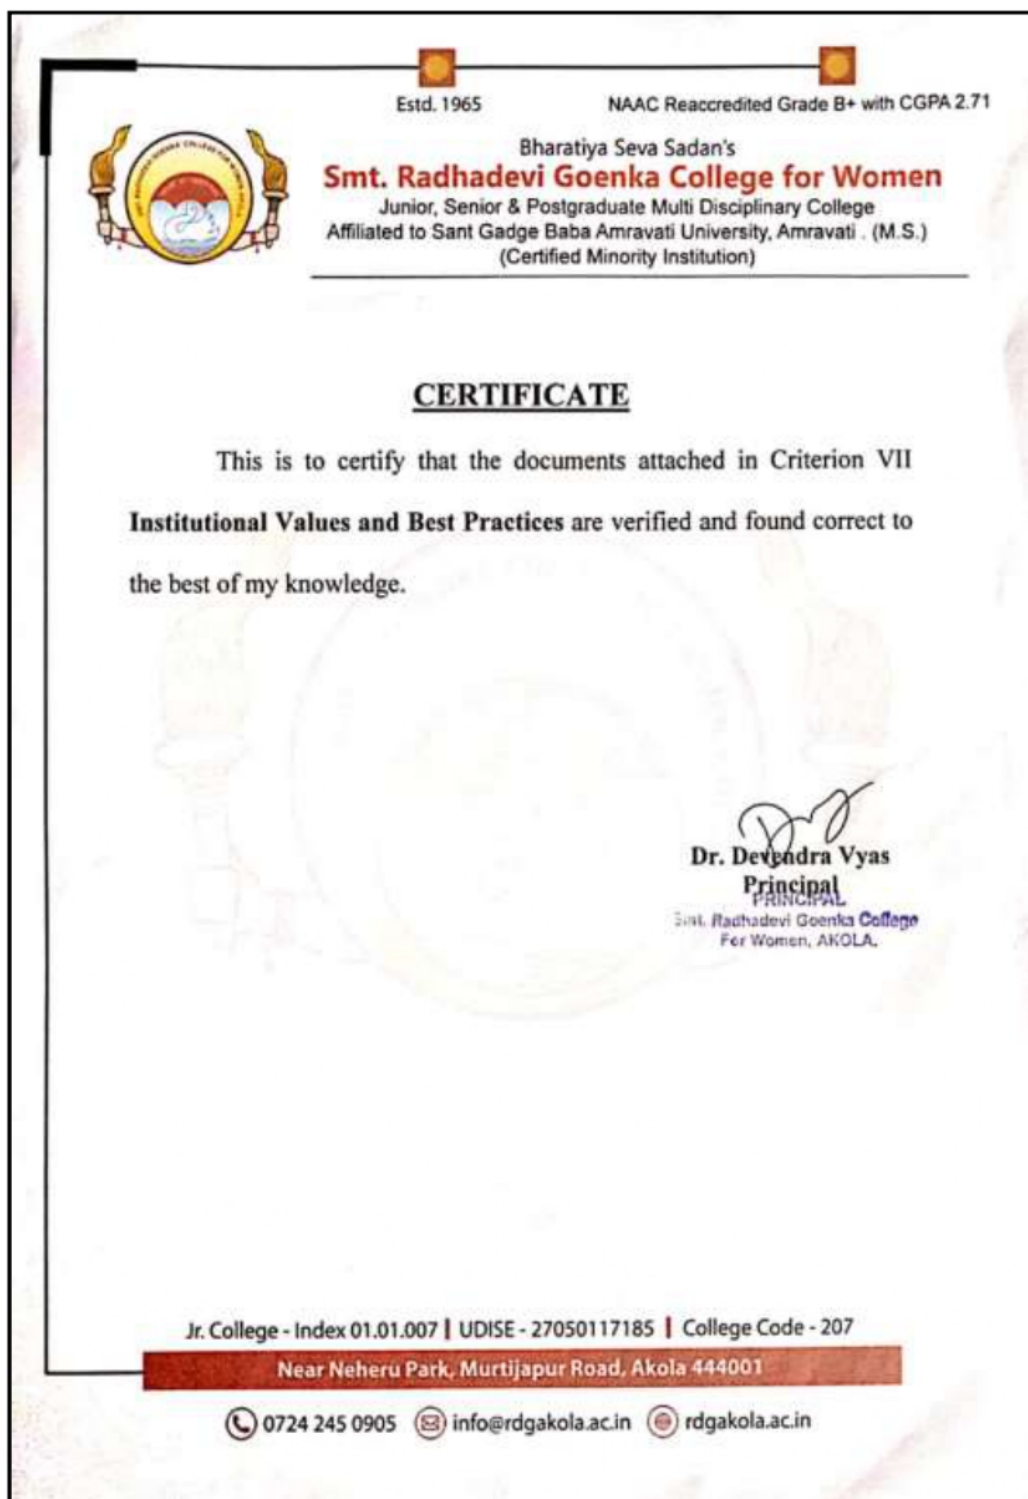 Estd. 1965
NAAC Reaccredited Grade B+ with CGPA 2.71
Bharatiya Seva Sadan's
Smt. Radhadevi Goenka College for Women
Junior, Senior & Postgraduate Multi Disciplinary College
Affiliated to Sant Gadge Baba Amravati University, Amravati . (M.S.)
(Certified Minority Institution)
CERTIFICATE
This is to certify that the documents attached in Criterion VII
Institutional Values and Best Practices are verified and found correct to
the best of my knowledge.
Dr. Devendra Vyas
Principal
PRINCIPAL
Smt. Radhadevi Goenka College
For Women, AKOLA.
Jr. College - Index 01.01.007 | UDISE - 27050117185 | College Code - 207
Near Neheru Park, Murtijapur Road, Akola 444001
0724 245 0905 info@rdgakola.ac.in rdgakola.ac.in